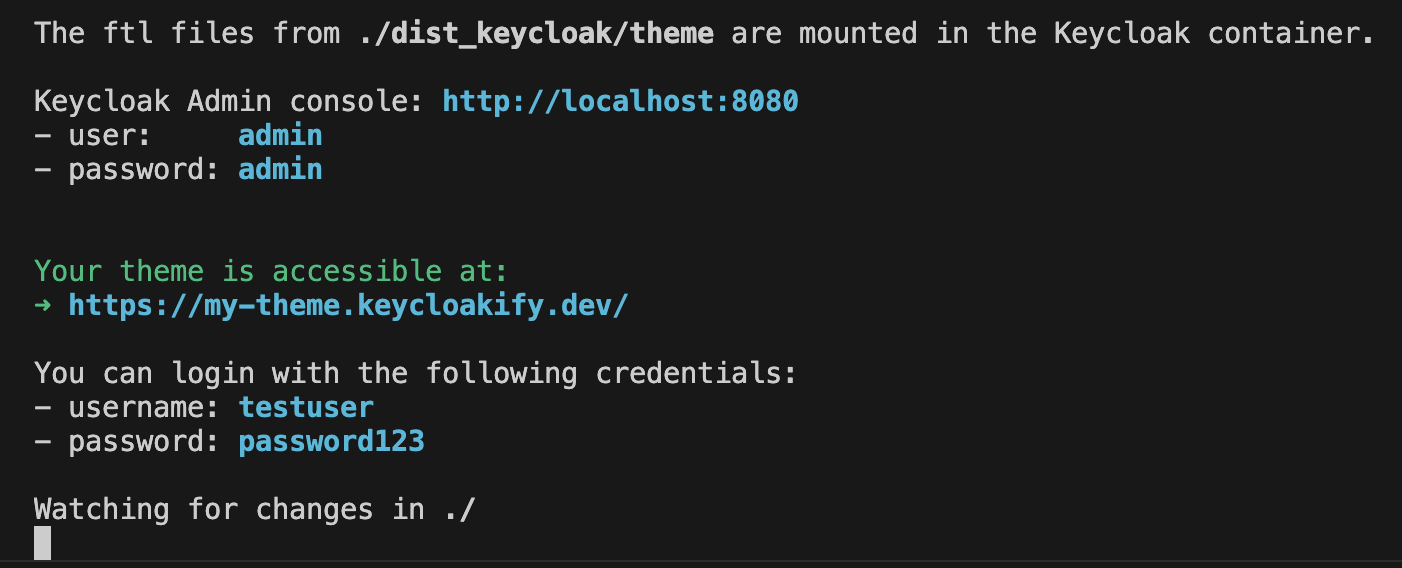 The ftl files from ./dist_keycloak/theme are mounted in the Keycloak container.
Keycloak Admin console: http://localhost:8080
- user:     admin
- password: admin
Your theme is accessible at:
➜ https://my-theme.keycloakify.dev/
You can login with the following credentials:
- username: testuser
- password: password123
Watching for changes in ./